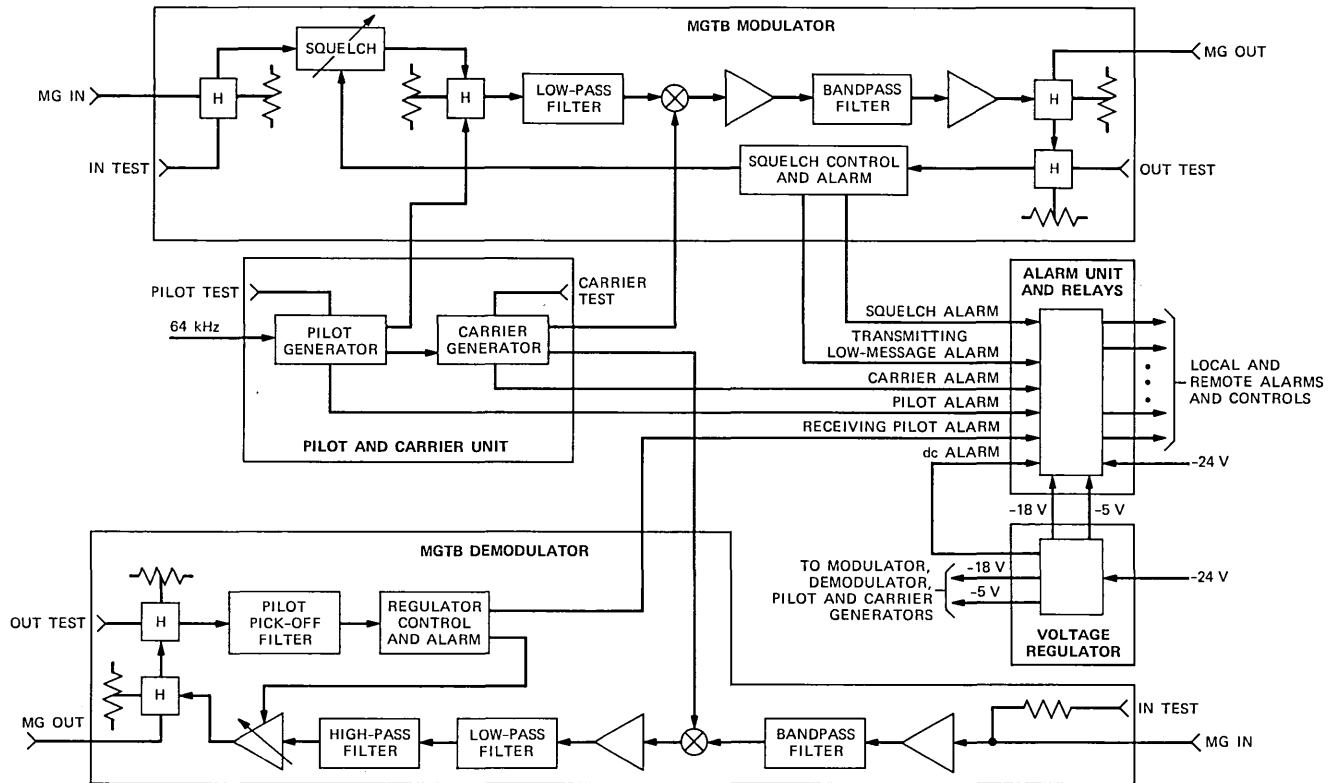 MGTB MODULATOR
SQUELCH
MG IN
H
H
LOW-PASS
FILTER
BANDPASS
FILTER
H
MG OUT
IN TEST
SQUELCH CONTROL
AND ALARM
H
OUT TEST
PILOT TEST
CARRIER
TEST
64 kHz
PILOT
GENERATOR
CARRIER
GENERATOR
PILOT AND CARRIER UNIT
ALARM UNIT
AND RELAYS
SQUELCH ALARM
TRANSMITTING
LOW-MESSAGE ALARM
CARRIER ALARM
PILOT ALARM
RECEIVING PILOT ALARM
dc ALARM
LOCAL AND
REMOTE ALARMS
AND CONTROLS
-24 V
-18 V
-5 V
TO MODULATOR,
DEMODULATOR,
PILOT AND CARRIER
GENERATORS
-18 V
-5 V
-24 V
VOLTAGE
REGULATOR
MGTB DEMODULATOR
OUT TEST
H
PILOT
PICK-OFF
FILTER
REGULATOR
CONTROL
AND ALARM
H
MG OUT
HIGH-PASS
FILTER
LOW-PASS
FILTER
BANDPASS
FILTER
IN TEST
MG IN